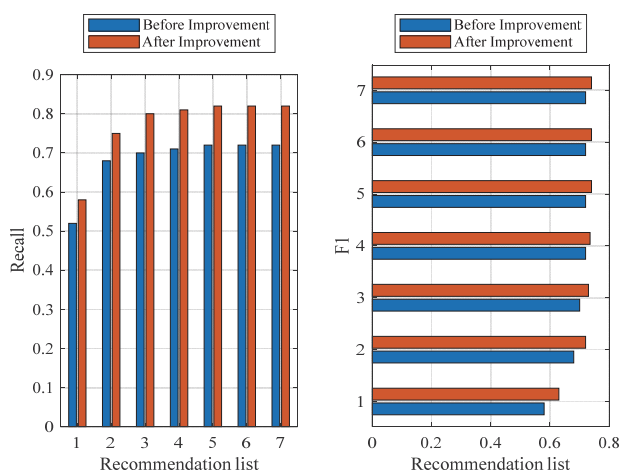 Before Improvement
After Improvement
0.9
0.8
0.7
0.6
0.5
0.4
0.3
0.2
0.1
0
Recall
1 2 3 4 5 6 7
Recommendation list
Before Improvement
After Improvement
7
6
5
4
3
2
1
F1
0 0.2 0.4 0.6 0.8
Recommendation list